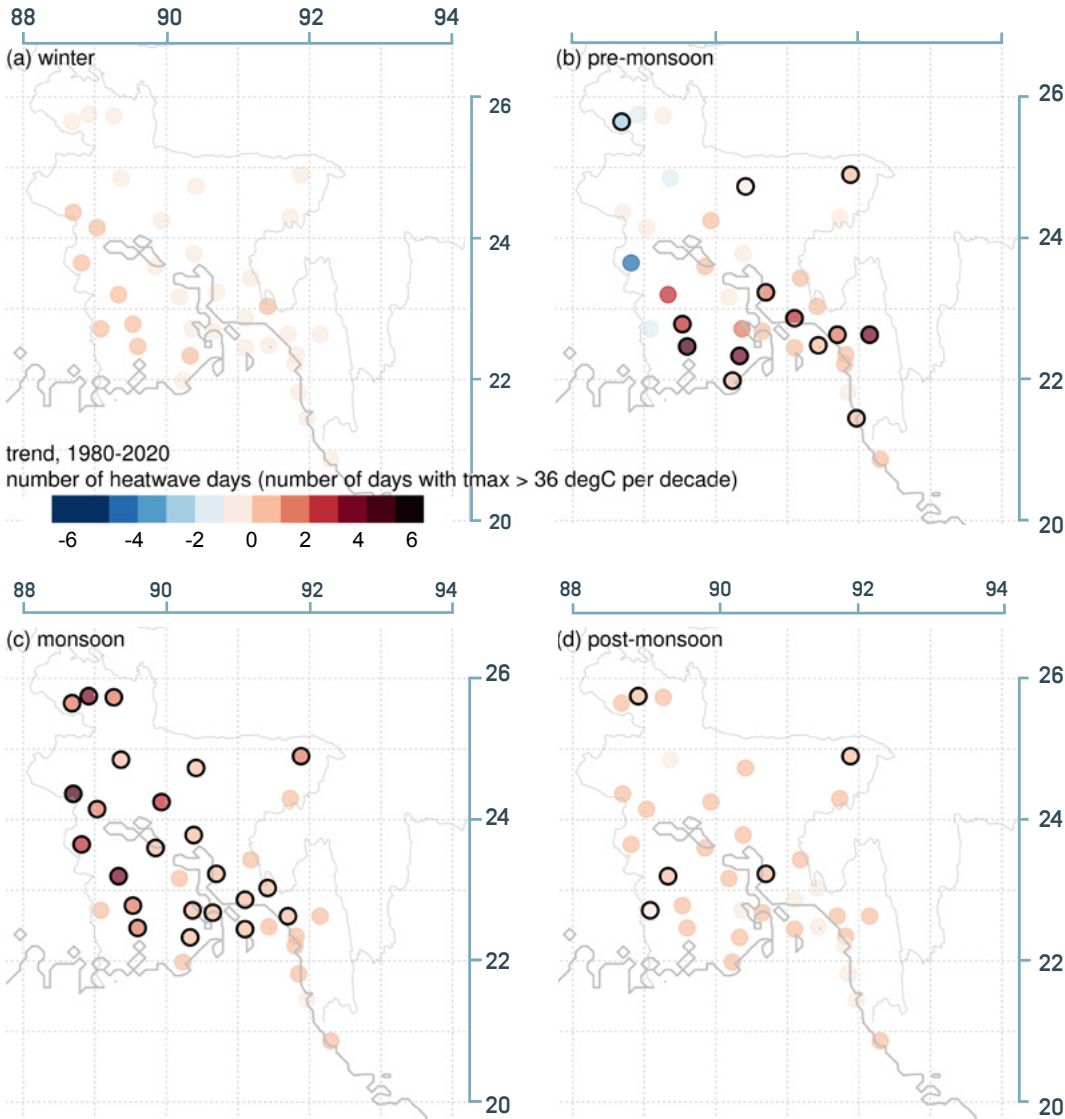 88 90 92 94
(a) winter
(b) pre-monsoon
26 26
24 24
22 22
trend, 1980-2020
number of heatwave days (number of days with tmax > 36 degC per decade)
20 20
-6 -4 -2 0 2 4 6
88 90 92 94
88 90 92 94
(c) monsoon
(d) post-monsoon
26 26
24 24
22 22
20 20